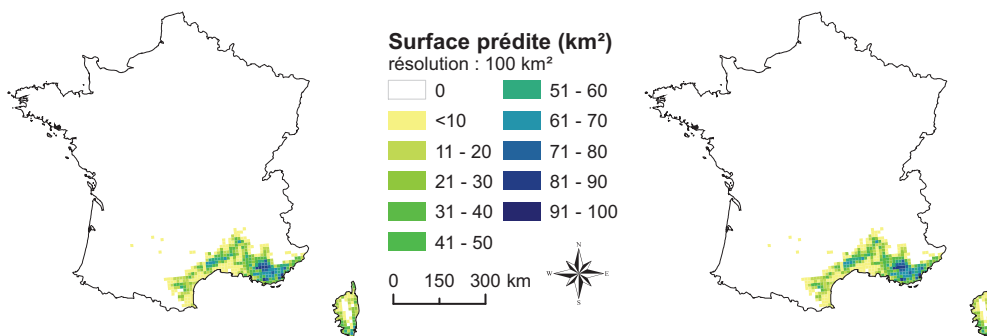 Surface prédite (km²)
résolution : 100 km²
0
<10
11 - 20
21 - 30
31 - 40
41 - 50
51 - 60
61 - 70
71 - 80
81 - 90
91 - 100
0 150 300 km
N
W E
S